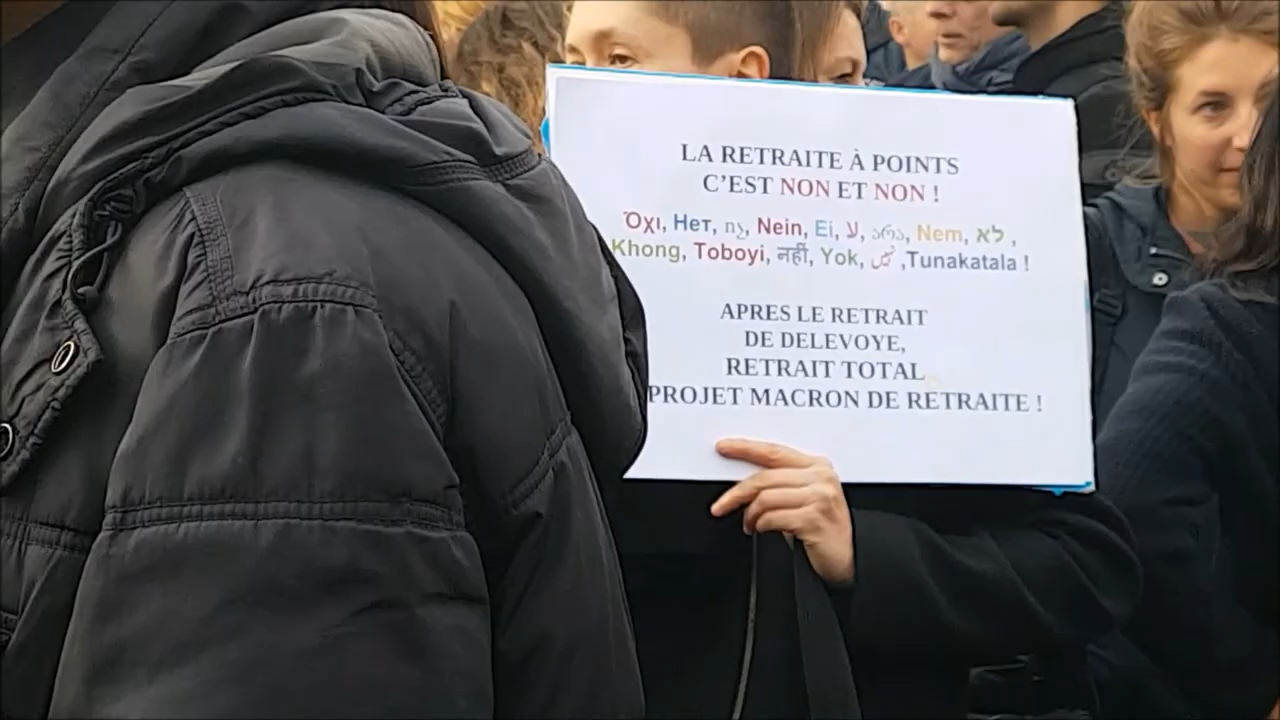 LA RETRAITE À POINTS
C'EST NON ET NON !
Όχι, Нет, ոչ, Nein, Ei, لا, არა, Nem, לא ,
Khong, Toboyi, नहीं, Yok, ,Tunakatala !
APRES LE RETRAIT
DE DELEVOYE,
RETRAIT TOTAL
PROJET MACRON DE RETRAITE !